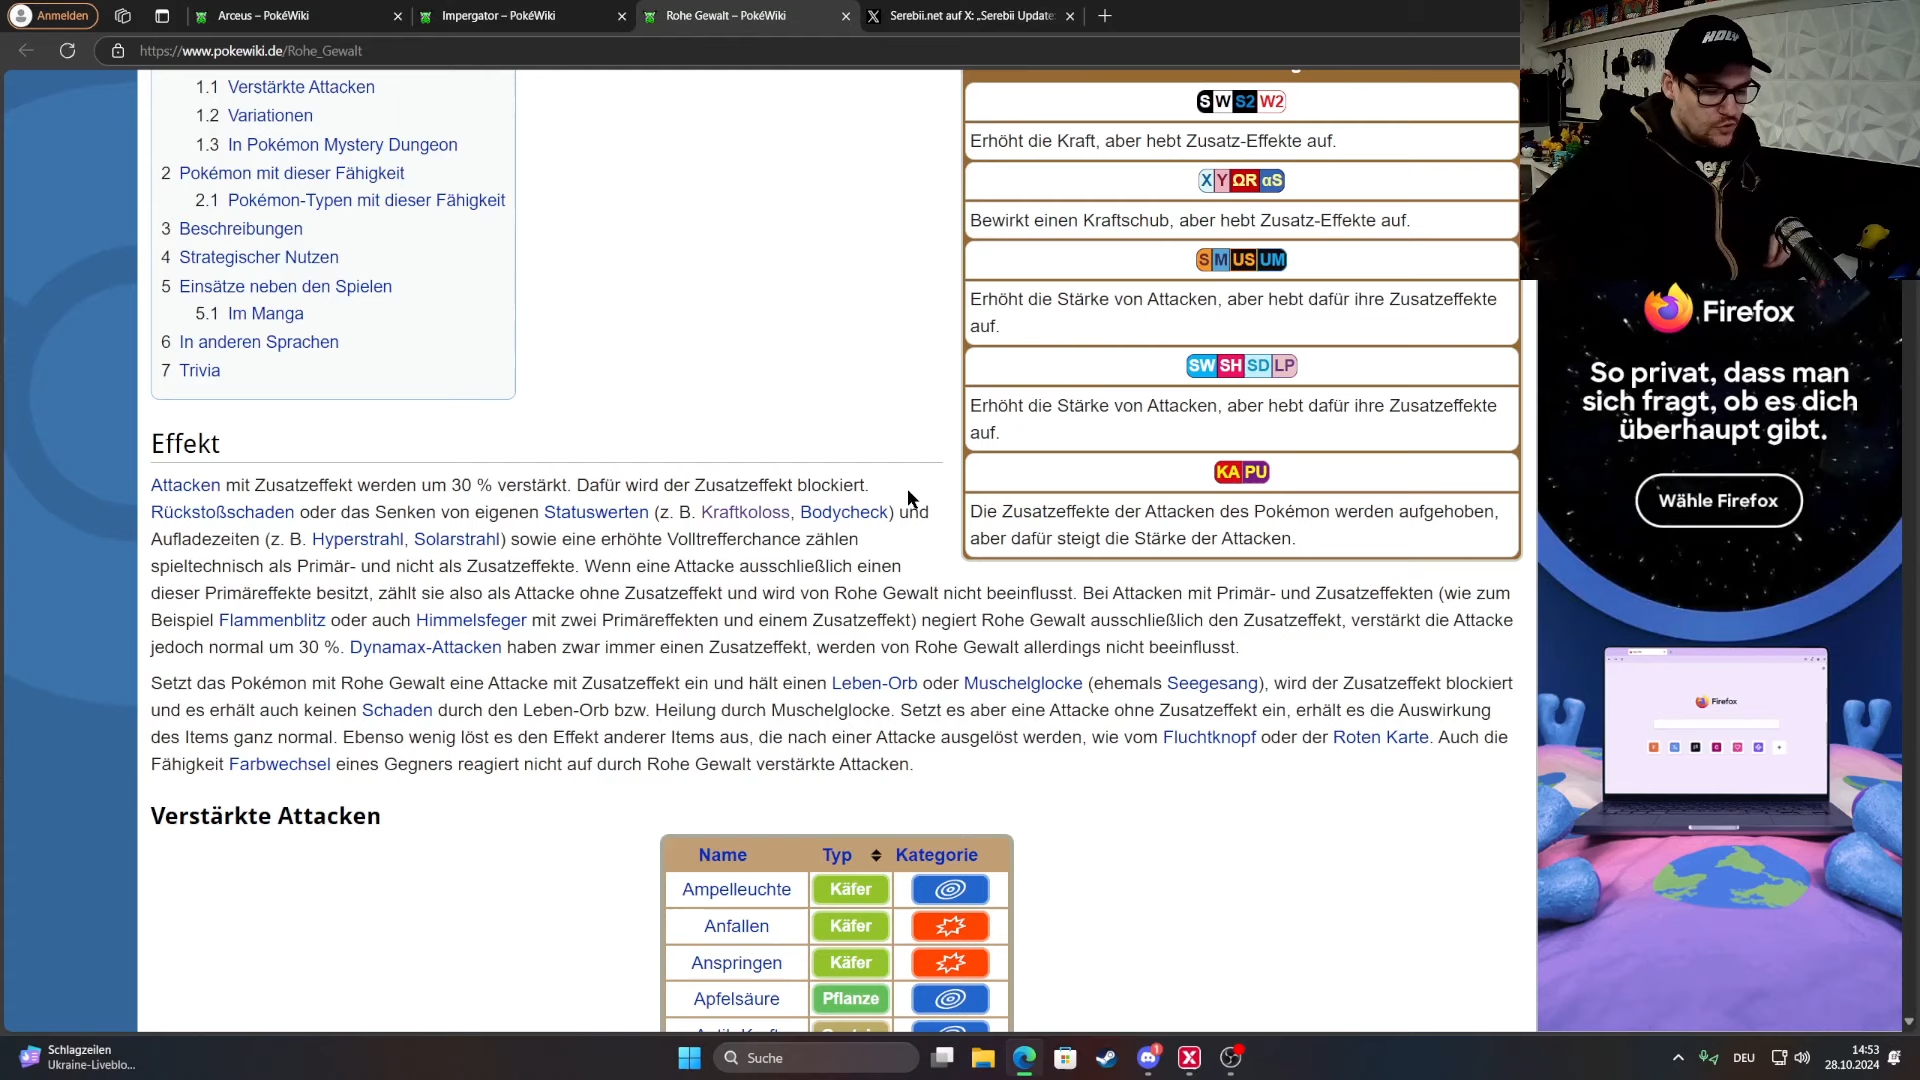 Anmelden
Arceus – PokéWiki
Impergator – PokéWiki
Rohe Gewalt – PokéWiki
Serebii.net auf X: „Serebii Update:
https://www.pokewiki.de/Rohe_Gewalt
1.1 Verstärkte Attacken
1.2 Variationen
1.3 In Pokémon Mystery Dungeon
2 Pokémon mit dieser Fähigkeit
2.1 Pokémon-Typen mit dieser Fähigkeit
3 Beschreibungen
4 Strategischer Nutzen
5 Einsätze neben den Spielen
5.1 Im Manga
6 In anderen Sprachen
7 Trivia
S W S2 W2
Erhöht die Kraft, aber hebt Zusatz-Effekte auf.
X Y ΩR αS
Bewirkt einen Kraftschub, aber hebt Zusatz-Effekte auf.
S M US UM
Erhöht die Stärke von Attacken, aber hebt dafür ihre Zusatzeffekte
auf.
SW SH SD LP
Erhöht die Stärke von Attacken, aber hebt dafür ihre Zusatzeffekte
auf.
KA PU
Die Zusatzeffekte der Attacken des Pokémon werden aufgehoben,
aber dafür steigt die Stärke der Attacken.
Effekt
Attacken mit Zusatzeffekt werden um 30 % verstärkt. Dafür wird der Zusatzeffekt blockiert.
Rückstoßschaden oder das Senken von eigenen Statuswerten (z. B. Kraftkoloss, Bodycheck) und
Aufladezeiten (z. B. Hyperstrahl, Solarstrahl) sowie eine erhöhte Volltrefferchance zählen
spieltechnisch als Primär- und nicht als Zusatzeffekte. Wenn eine Attacke ausschließlich einen
dieser Primäreffekte besitzt, zählt sie also als Attacke ohne Zusatzeffekt und wird von Rohe Gewalt nicht beeinflusst. Bei Attacken mit Primär- und Zusatzeffekten (wie zum
Beispiel Flammenblitz oder auch Himmelsfeger mit zwei Primäreffekten und einem Zusatzeffekt) negiert Rohe Gewalt ausschließlich den Zusatzeffekt, verstärkt die Attacke
jedoch normal um 30 %. Dynamax-Attacken haben zwar immer einen Zusatzeffekt, werden von Rohe Gewalt allerdings nicht beeinflusst.
Setzt das Pokémon mit Rohe Gewalt eine Attacke mit Zusatzeffekt ein und hält einen Leben-Orb oder Muschelglocke (ehemals Seegesang), wird der Zusatzeffekt blockiert
und es erhält auch keinen Schaden durch den Leben-Orb bzw. Heilung durch Muschelglocke. Setzt es aber eine Attacke ohne Zusatzeffekt ein, erhält es die Auswirkung
des Items ganz normal. Ebenso wenig löst es den Effekt anderer Items aus, die nach einer Attacke ausgelöst werden, wie vom Fluchtknopf oder der Roten Karte. Auch die
Fähigkeit Farbwechsel eines Gegners reagiert nicht auf durch Rohe Gewalt verstärkte Attacken.
Verstärkte Attacken
Name Typ Kategorie
Ampelleuchte Käfer
Anfallen Käfer
Anspringen Käfer
Apfelsäure Pflanze
HOLY
Firefox
So privat, dass man
sich fragt, ob es dich
überhaupt gibt.
Wähle Firefox
Firefox
Schlagzeilen
Ukraine-Liveblo...
Suche
1
DEU
14:53
28.10.2024